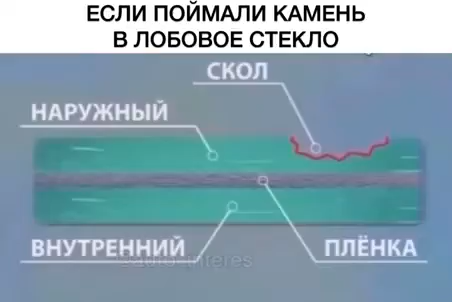 ЕСЛИ ПОЙМАЛИ КАМЕНЬ
В ЛОБОВОЕ СТЕКЛО
СКОЛ
НАРУЖНЫЙ
ВНУТРЕННИЙ
ПЛЁНКА